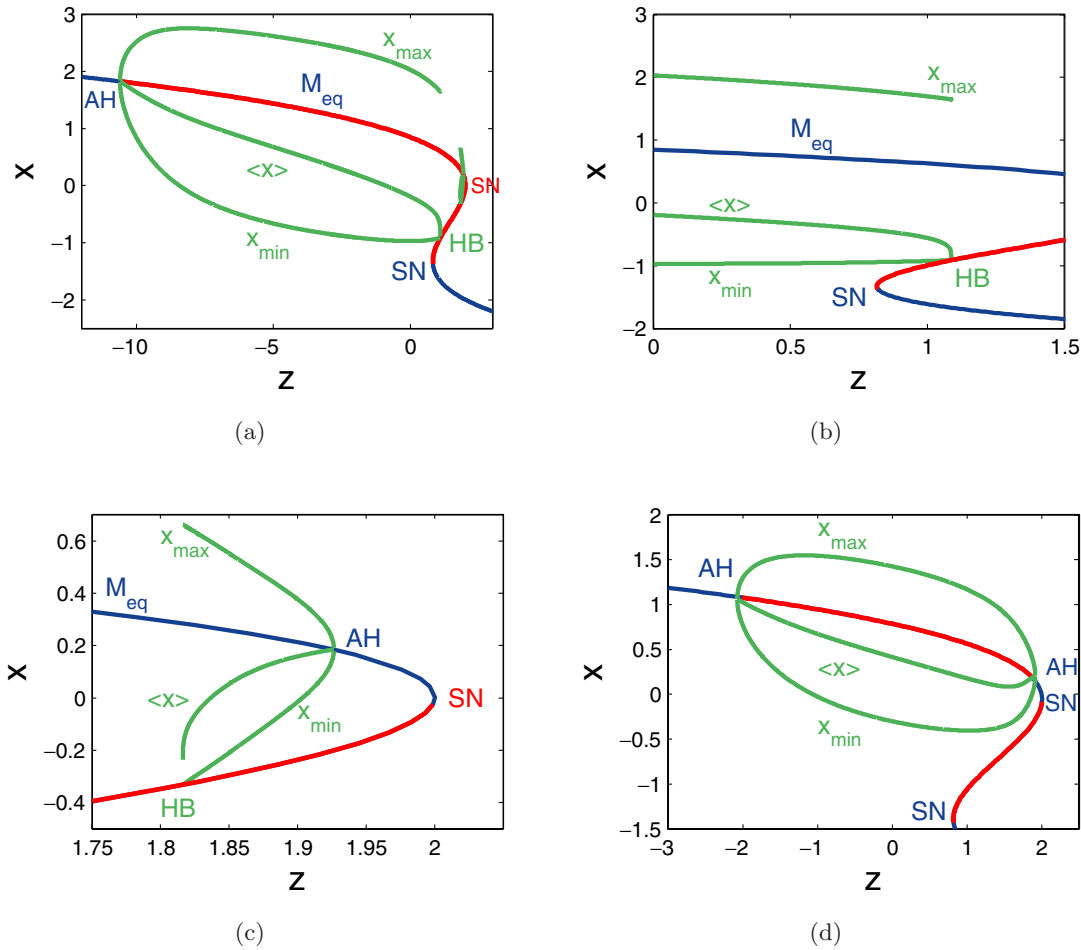 3
2
1
0
−1
−2
x
x_max
M_eq
AH
<x>
x_min
SN
HB
SN
−10 −5 0
z
(a)
3
2
1
0
−1
−2
x
x_max
M_eq
<x>
x_min
SN
HB
0 0.5 1 1.5
z
(b)
0.6
0.4
0.2
0
−0.2
−0.4
x
x_max
M_eq
AH
<x>
x_min
SN
HB
1.75 1.8 1.85 1.9 1.95 2
z
(c)
2
1.5
1
0.5
0
−0.5
−1
−1.5
x
x_max
AH
<x>
AH
SN
x_min
SN
−3 −2 −1 0 1 2
z
(d)